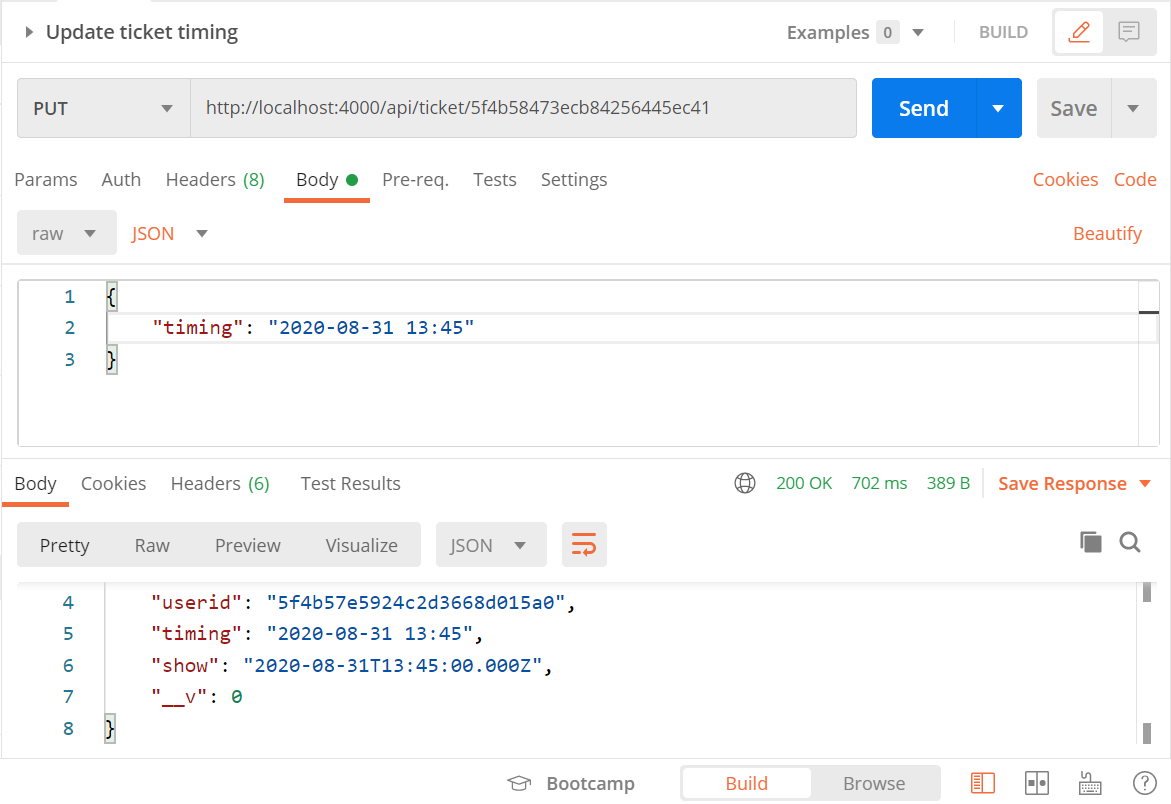 Update ticket timing Examples 0 BUILD
PUT http://localhost:4000/api/ticket/5f4b58473ecb84256445ec41 Send Save
Params Auth Headers (8) Body Pre-req. Tests Settings Cookies Code
raw JSON Beautify
1 {
2 "timing": "2020-08-31 13:45"
3 }
Body Cookies Headers (6) Test Results 200 OK 702 ms 389 B Save Response
Pretty Raw Preview Visualize JSON
4 "userid": "5f4b57e5924c2d3668d015a0",
5 "timing": "2020-08-31 13:45",
6 "show": "2020-08-31T13:45:00.000Z",
7 "__v": 0
8 }
Bootcamp Build Browse